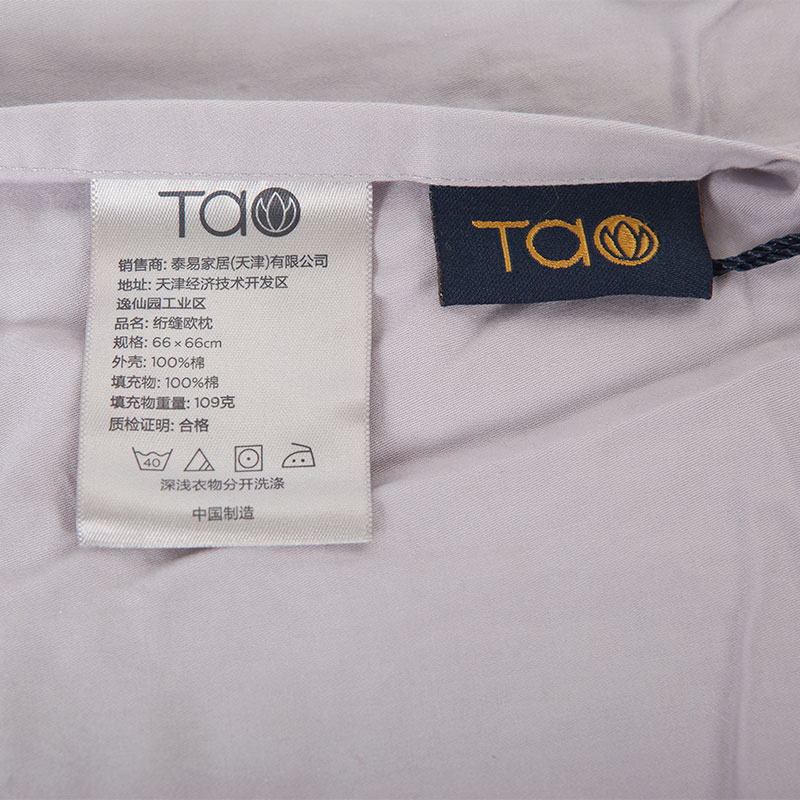 Tao
销售商: 泰易家居(天津)有限公司
地址: 天津经济技术开发区
逸仙园工业区
品名: 绗缝欧枕
规格: 66×66cm
外壳: 100%棉
填充物: 100%棉
填充物重量: 109克
质检证明: 合格
40
深浅衣物分开洗涤
中国制造
Tao